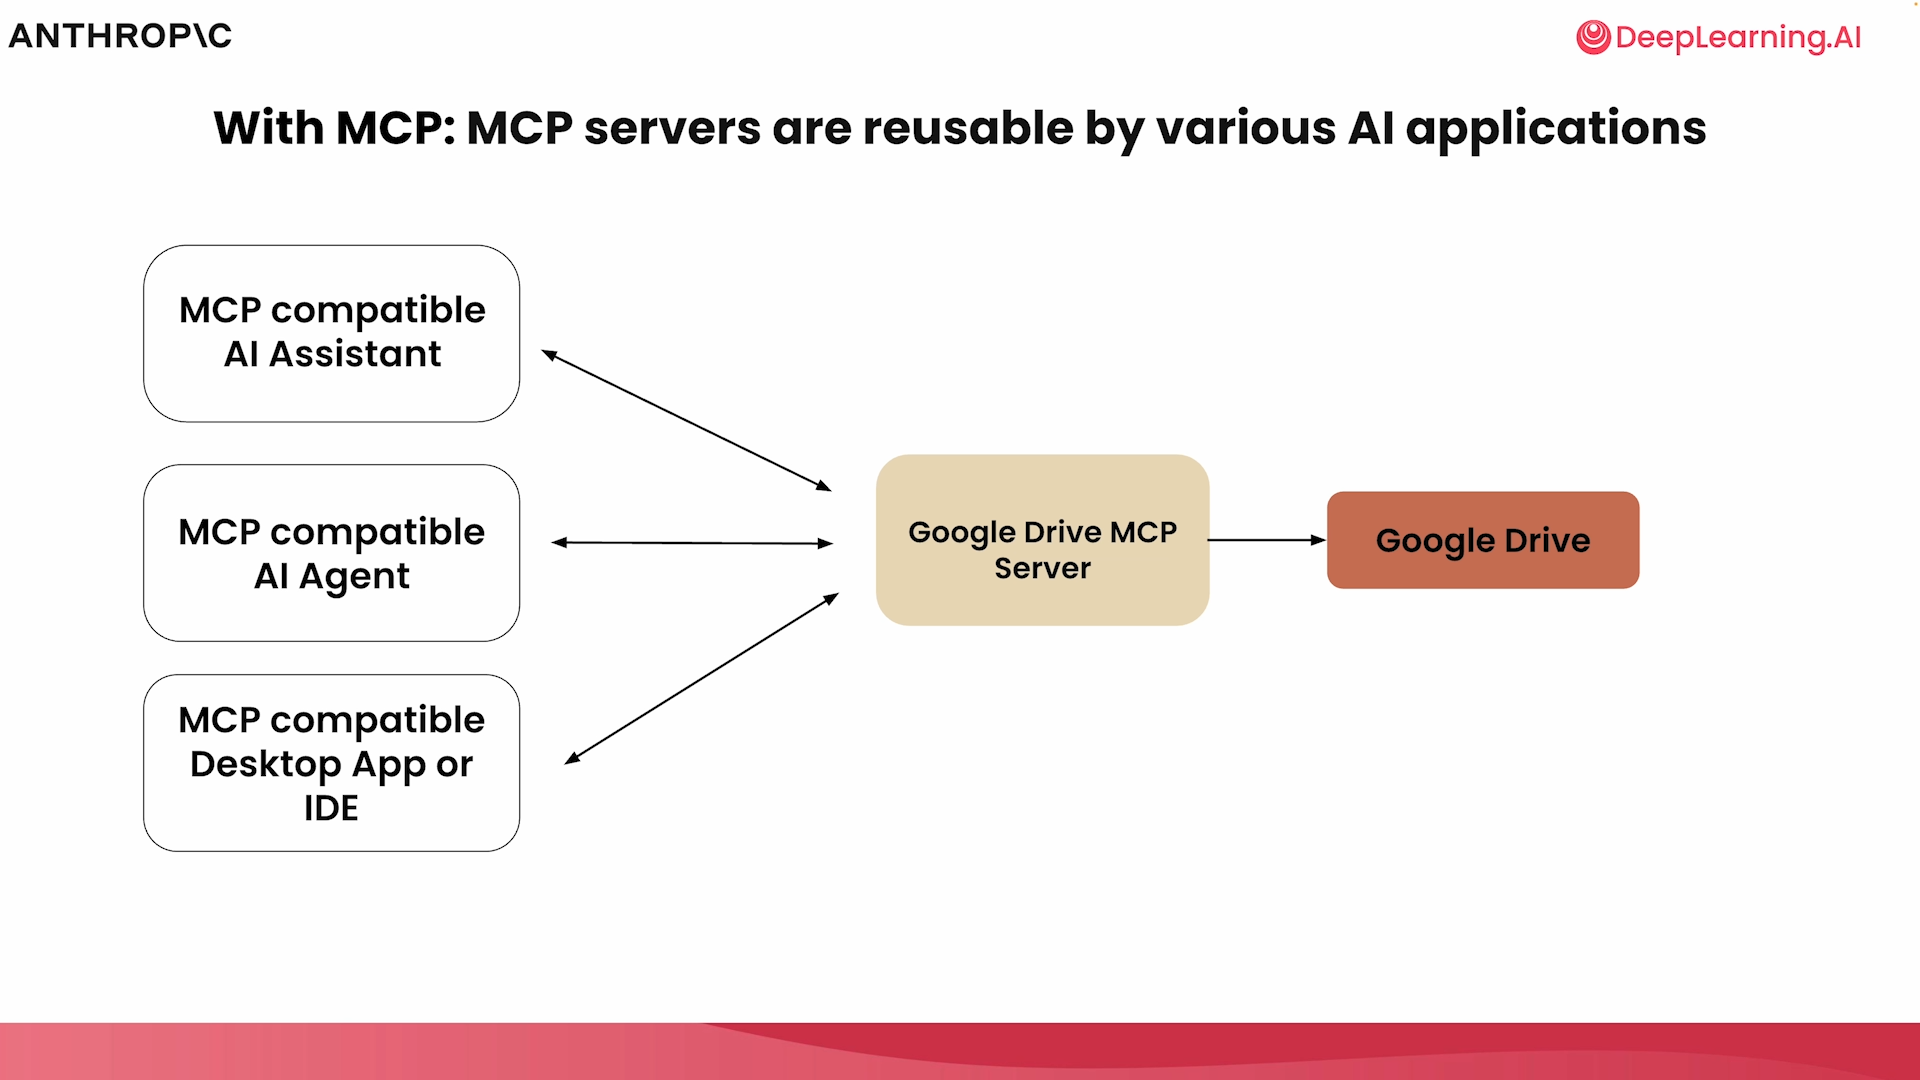 ANTHROP\C
DeepLearning.AI
With MCP: MCP servers are reusable by various AI applications
MCP compatible
AI Assistant
MCP compatible
AI Agent
MCP compatible
Desktop App or
IDE
Google Drive MCP
Server
Google Drive